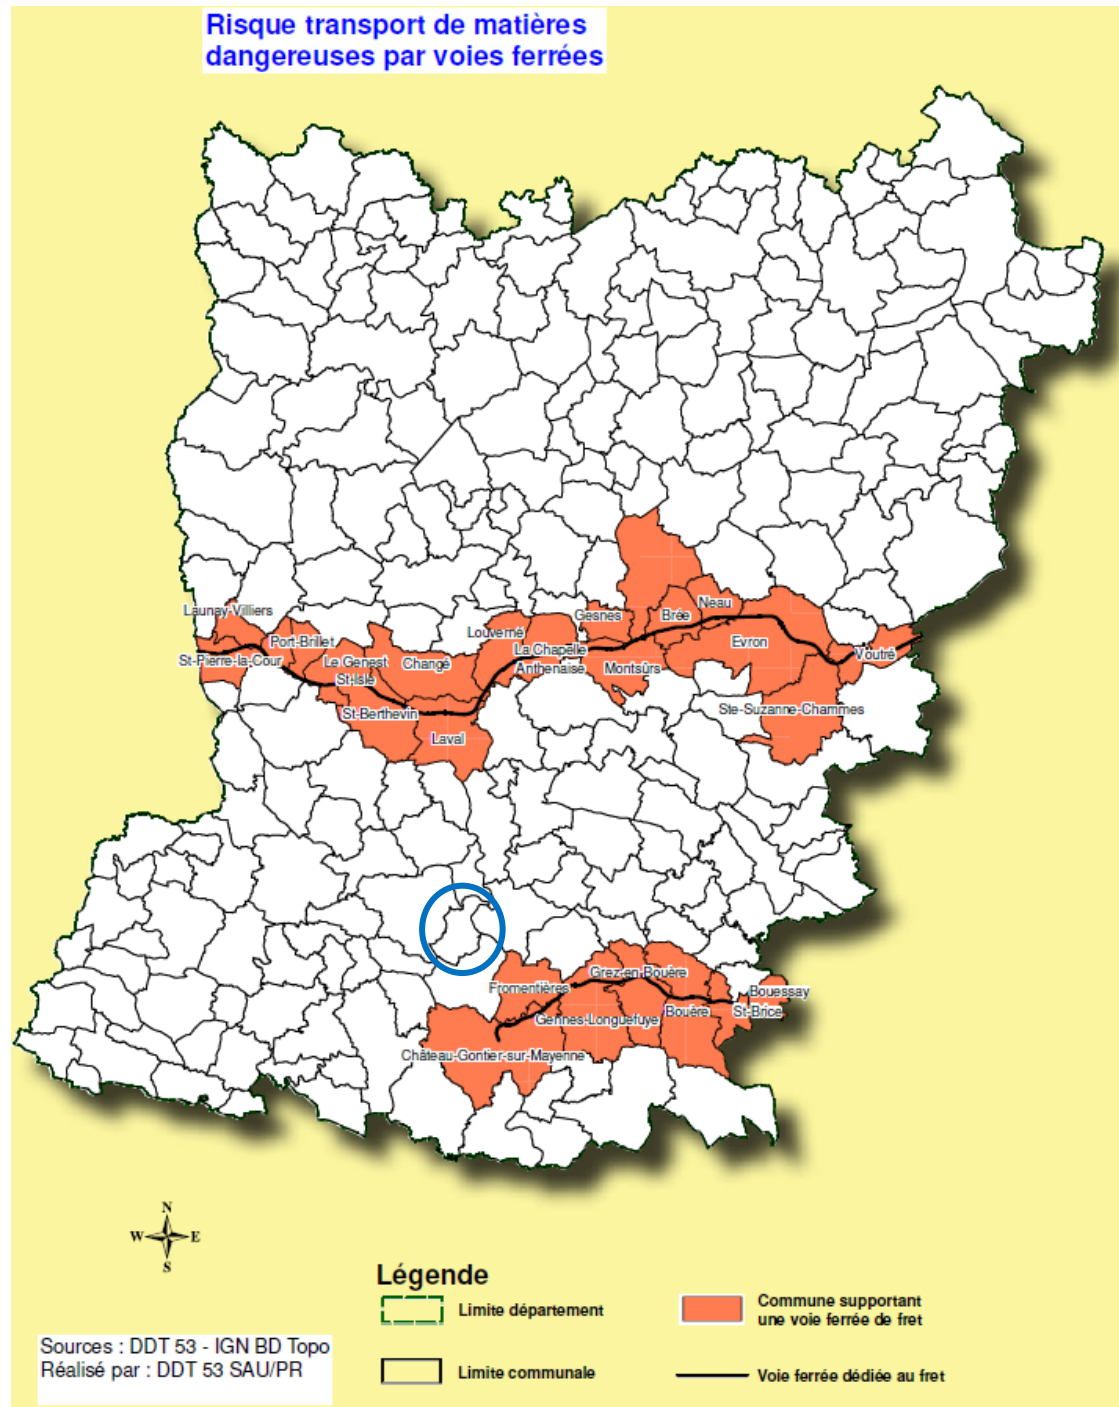 Risque transport de matières
dangereuses par voies ferrées
Launay-Villiers
Port-Brillet
St-Pierre-la-Cour
Le Genest
St-Isle
Changé
Louverné
La Chapelle
Anthenaise
Gesnes
Brée
Neau
Evron
Montsûrs
Voutré
Ste-Suzanne-Chammes
St-Berthevin
Laval
Fromentières
Grez-en-Bouère
Bouessay
Gennes-Longuefuye
Bouère
St-Brice
Château-Gontier-sur-Mayenne
N
W
E
S
Légende
Limite département
Commune supportant
une voie ferrée de fret
Limite communale
Voie ferrée dédiée au fret
Sources : DDT 53 - IGN BD Topo
Réalisé par : DDT 53 SAU/PR